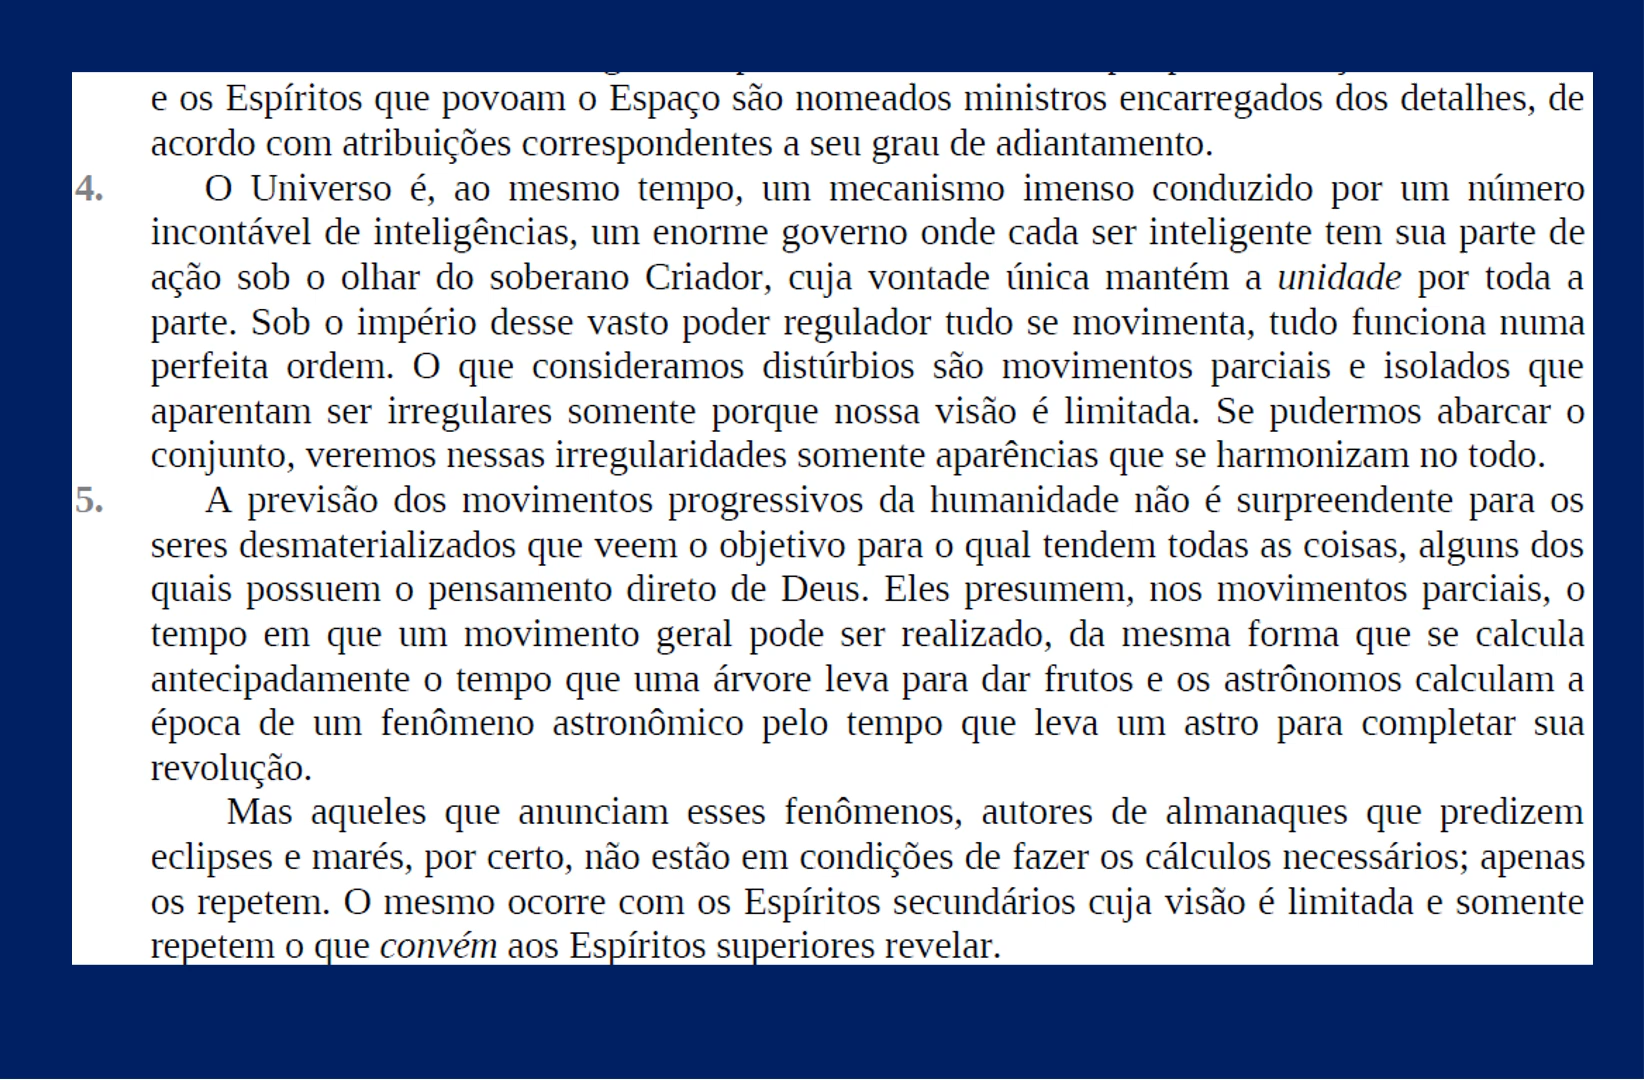 e os Espíritos que povoam o Espaço são nomeados ministros encarregados dos detalhes, de
acordo com atribuições correspondentes a seu grau de adiantamento.
4. O Universo é, ao mesmo tempo, um mecanismo imenso conduzido por um número
incontável de inteligências, um enorme governo onde cada ser inteligente tem sua parte de
ação sob o olhar do soberano Criador, cuja vontade única mantém a unidade por toda a
parte. Sob o império desse vasto poder regulador tudo se movimenta, tudo funciona numa
perfeita ordem. O que consideramos distúrbios são movimentos parciais e isolados que
aparentam ser irregulares somente porque nossa visão é limitada. Se pudermos abarcar o
conjunto, veremos nessas irregularidades somente aparências que se harmonizam no todo.
5. A previsão dos movimentos progressivos da humanidade não é surpreendente para os
seres desmaterializados que veem o objetivo para o qual tendem todas as coisas, alguns dos
quais possuem o pensamento direto de Deus. Eles presumem, nos movimentos parciais, o
tempo em que um movimento geral pode ser realizado, da mesma forma que se calcula
antecipadamente o tempo que uma árvore leva para dar frutos e os astrônomos calculam a
época de um fenômeno astronômico pelo tempo que leva um astro para completar sua
revolução.
Mas aqueles que anunciam esses fenômenos, autores de almanaques que predizem
eclipses e marés, por certo, não estão em condições de fazer os cálculos necessários; apenas
os repetem. O mesmo ocorre com os Espíritos secundários cuja visão é limitada e somente
repetem o que convém aos Espíritos superiores revelar.